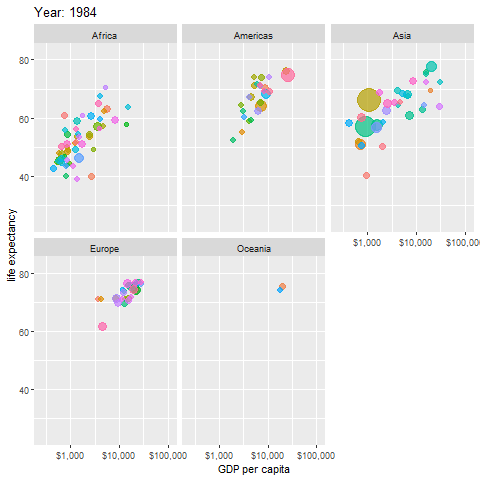 Year: 1984
Africa Americas Asia
80
60
40
$1,000 $10,000 $100,000
life expectancy
Europe Oceania
80
60
40
$1,000 $10,000 $100,000 $1,000 $10,000 $100,000
GDP per capita